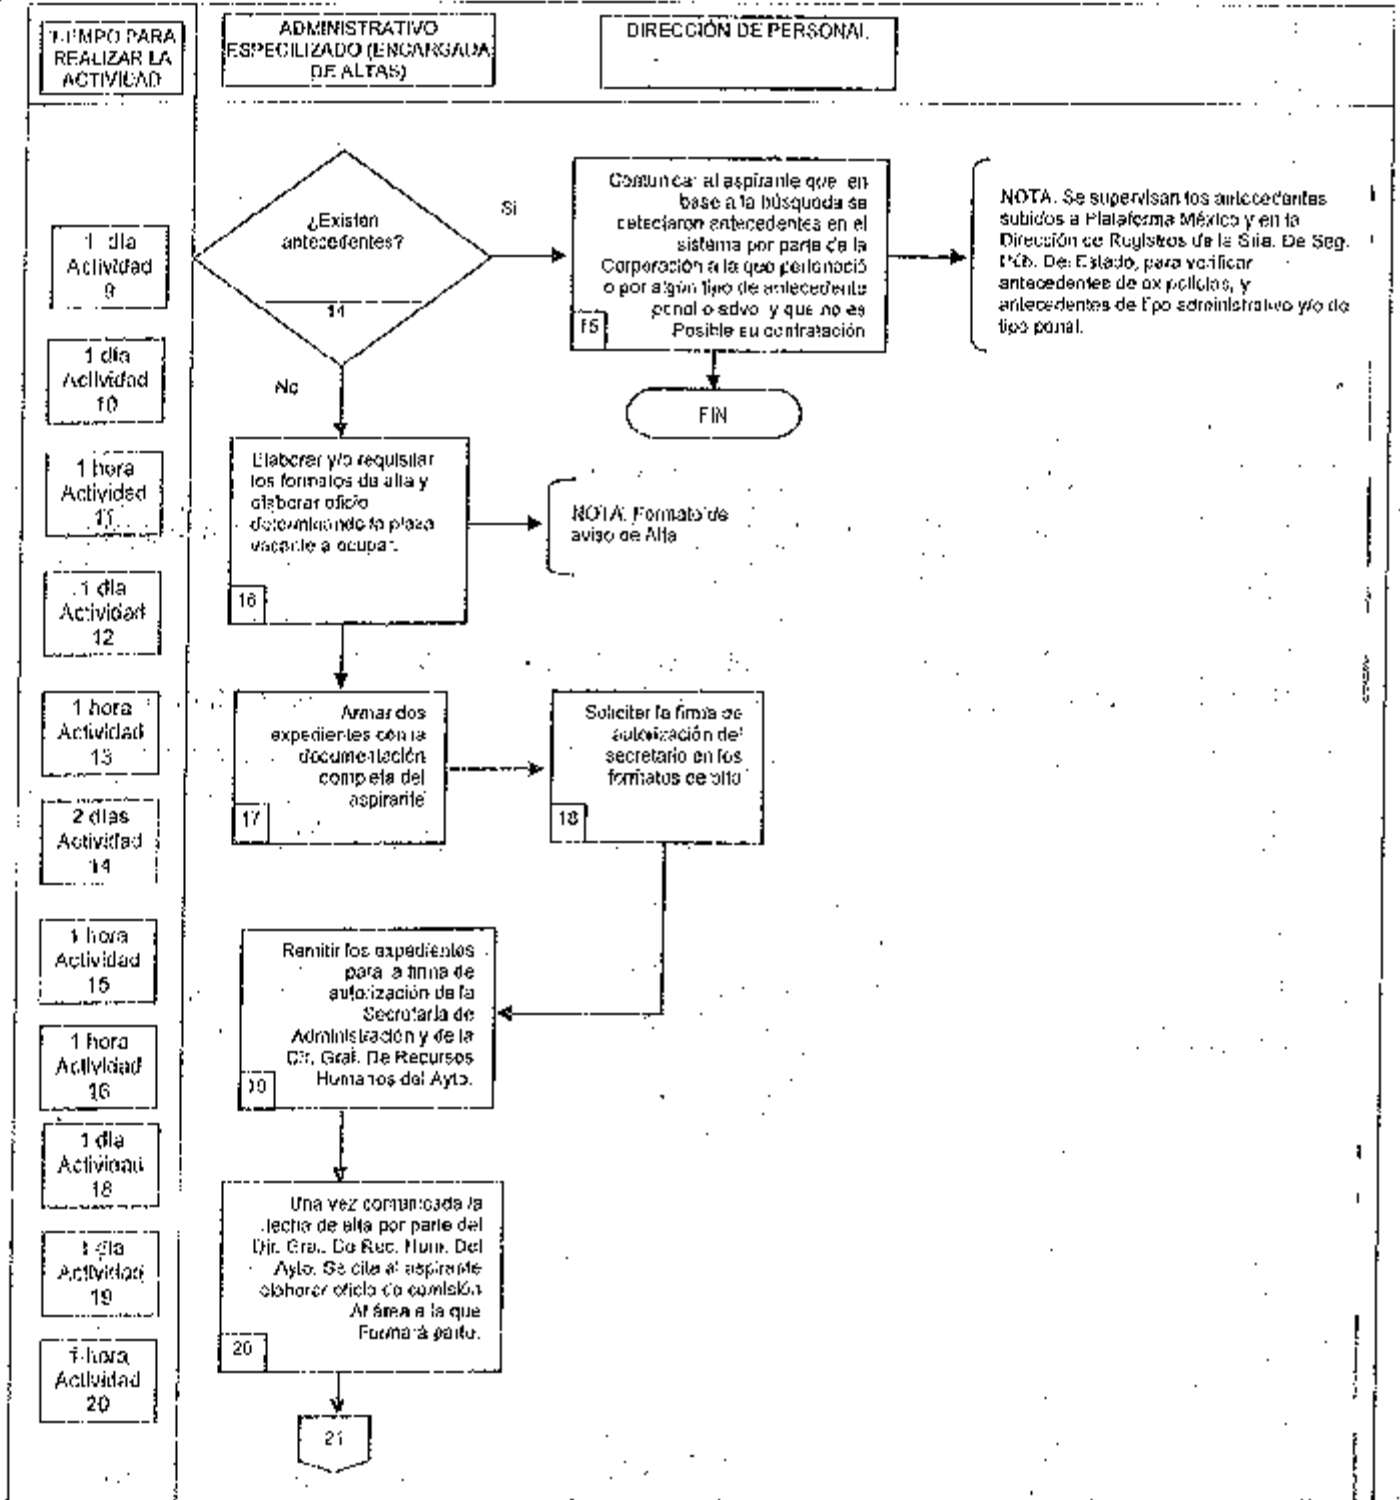 TIEMPO PARA
REALIZAR LA
ACTIVIDAD
ADMINISTRATIVO
ESPECILIZADO (ENCARGADA
DE ALTAS)
DIRECCIÓN DE PERSONAL
1 día
Actividad
9
1 día
Actividad
10
1 hora
Actividad
11
1 día
Actividad
12
1 hora
Actividad
13
2 días
Actividad
14
1 hora
Actividad
15
1 hora
Actividad
16
1 día
Actividad
18
1 día
Actividad
19
1 hora
Actividad
20
¿Existen
antecedentes?
14
Si
No
Comunicar al aspirante que en
base a la búsqueda se
detectaron antecedentes en el
sistema por parte de la
Corporación a la que perteneció
o por algún tipo de antecedente
penal o advo. y que no es
Posible su contratación
15
NOTA. Se supervisan los antecedentes
subidos a Plataforma México y en la
Dirección de Registros de la Sria. De Seg.
Púb. Del Estado, para verificar
antecedentes de ex policías, y
antecedentes de tipo administrativo y/o de
tipo penal.
FIN
Elaborar y/o requisitar
los formatos de alta y
elaborar oficio
determinando la plaza
vacante a ocupar.
16
NOTA. Formato de
aviso de Alta
Armar dos
expedientes con la
documentación
completa del
aspirante
17
Solicitar la firma de
autorización del
secretario en los
formatos de alta
18
Remitir los expedientes
para la firma de
autorización de la
Secretaría de
Administración y de la
Dir. Gral. De Recursos
Humanos del Ayto.
19
Una vez comunicada la
fecha de alta por parte del
Dir. Gral. De Rec. Hum. Del
Ayto. Se cita al aspirante
elaborar oficio de comisión
Al área a la que
Formará parte.
20
21